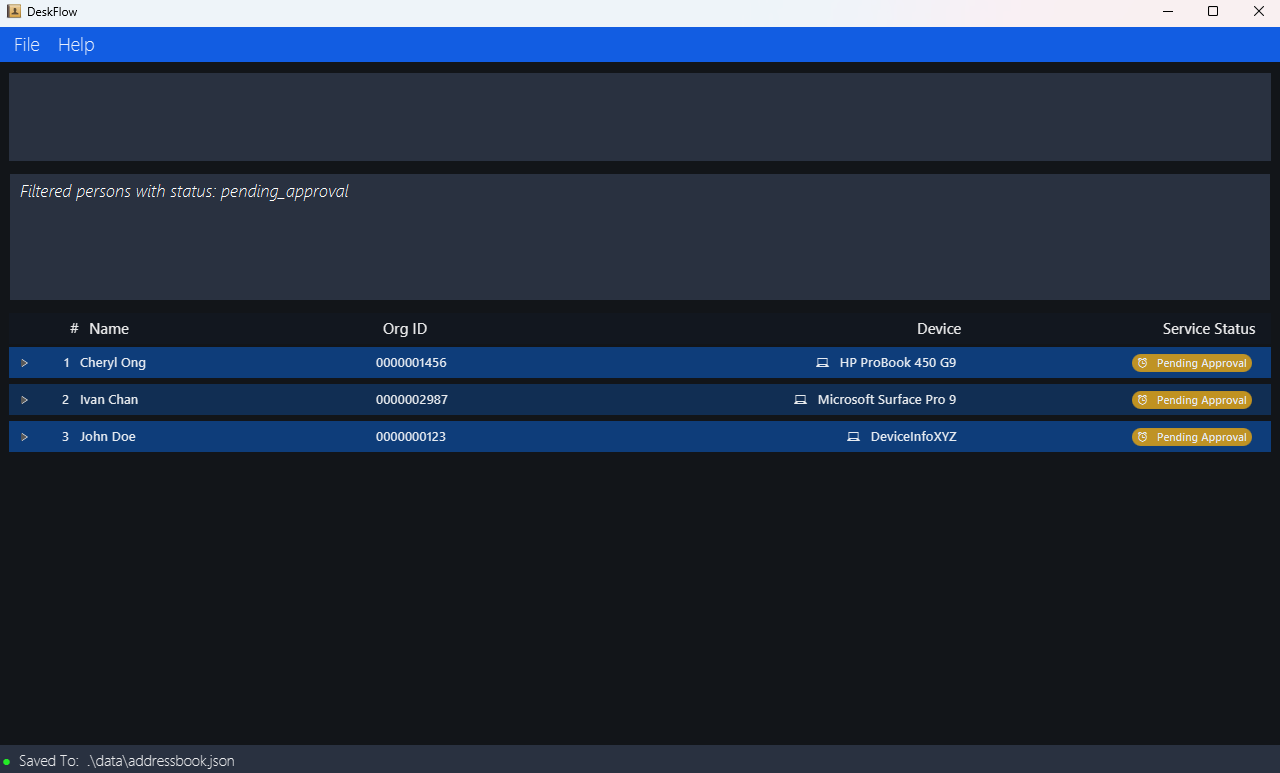 DeskFlow
File Help
Filtered persons with status: pending_approval
# Name Org ID Device Service Status
1 Cheryl Ong 0000001456 HP ProBook 450 G9 Pending Approval
2 Ivan Chan 0000002987 Microsoft Surface Pro 9 Pending Approval
3 John Doe 0000000123 DeviceInfoXYZ Pending Approval
Saved To: .\data\addressbook.json